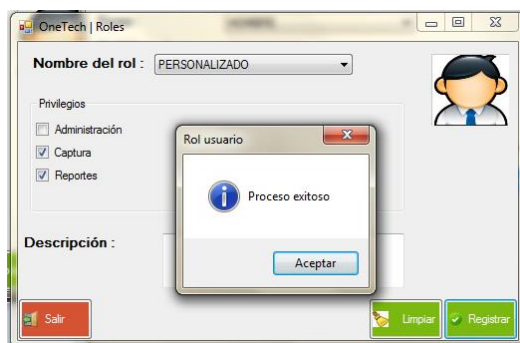 OneTech | Roles
Nombre del rol : PERSONALIZADO
Privilegios
Administración
Captura
Reportes
Rol usuario
Proceso exitoso
Aceptar
Descripción :
Salir
Limpiar
Registrar